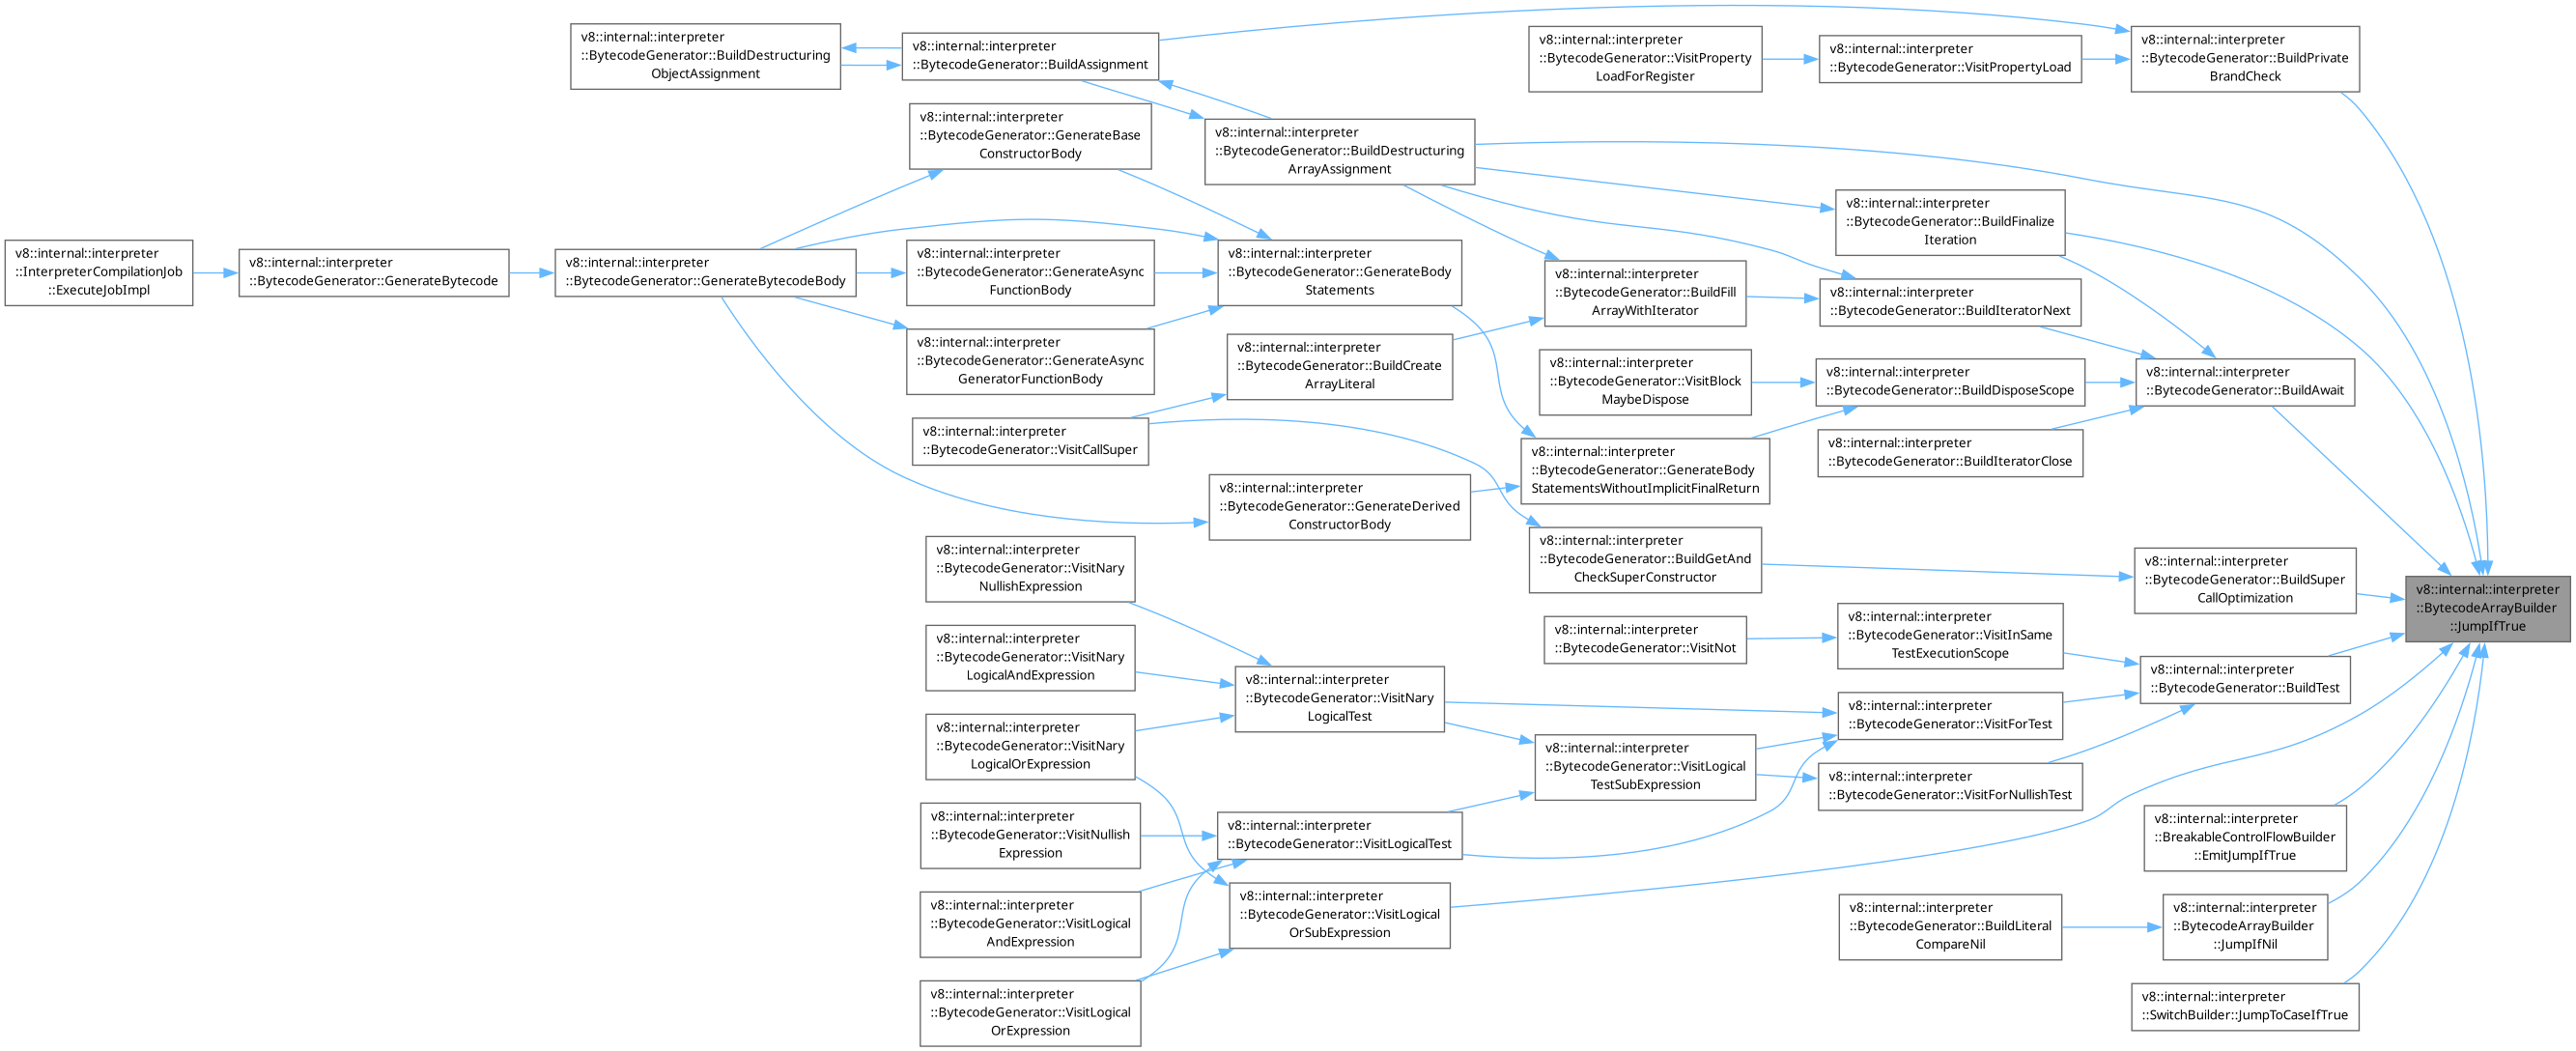 v8::internal::interpreter
::BytecodeGenerator::BuildDestructuring
ObjectAssignment
v8::internal::interpreter
::BytecodeGenerator::BuildAssignment
v8::internal::interpreter
::BytecodeGenerator::VisitProperty
LoadForRegister
v8::internal::interpreter
::BytecodeGenerator::VisitPropertyLoad
v8::internal::interpreter
::BytecodeGenerator::BuildPrivate
BrandCheck
v8::internal::interpreter
::BytecodeGenerator::GenerateBase
ConstructorBody
v8::internal::interpreter
::BytecodeGenerator::BuildDestructuring
ArrayAssignment
v8::internal::interpreter
::BytecodeGenerator::BuildFinalize
Iteration
v8::internal::interpreter
::InterpreterCompilationJob
::ExecuteJobImpl
v8::internal::interpreter
::BytecodeGenerator::GenerateBytecode
v8::internal::interpreter
::BytecodeGenerator::GenerateBytecodeBody
v8::internal::interpreter
::BytecodeGenerator::GenerateAsync
FunctionBody
v8::internal::interpreter
::BytecodeGenerator::GenerateBody
Statements
v8::internal::interpreter
::BytecodeGenerator::BuildFill
ArrayWithIterator
v8::internal::interpreter
::BytecodeGenerator::BuildIteratorNext
v8::internal::interpreter
::BytecodeGenerator::GenerateAsync
GeneratorFunctionBody
v8::internal::interpreter
::BytecodeGenerator::BuildCreate
ArrayLiteral
v8::internal::interpreter
::BytecodeGenerator::VisitBlock
MaybeDispose
v8::internal::interpreter
::BytecodeGenerator::BuildDisposeScope
v8::internal::interpreter
::BytecodeGenerator::BuildAwait
v8::internal::interpreter
::BytecodeGenerator::VisitCallSuper
v8::internal::interpreter
::BytecodeGenerator::GenerateBody
StatementsWithoutImplicitFinalReturn
v8::internal::interpreter
::BytecodeGenerator::BuildIteratorClose
v8::internal::interpreter
::BytecodeGenerator::GenerateDerived
ConstructorBody
v8::internal::interpreter
::BytecodeGenerator::BuildGetAnd
CheckSuperConstructor
v8::internal::interpreter
::BytecodeGenerator::BuildSuper
CallOptimization
v8::internal::interpreter
::BytecodeArrayBuilder
::JumpIfTrue
v8::internal::interpreter
::BytecodeGenerator::VisitNary
NullishExpression
v8::internal::interpreter
::BytecodeGenerator::VisitNot
v8::internal::interpreter
::BytecodeGenerator::VisitInSame
TestExecutionScope
v8::internal::interpreter
::BytecodeGenerator::BuildTest
v8::internal::interpreter
::BytecodeGenerator::VisitNary
LogicalAndExpression
v8::internal::interpreter
::BytecodeGenerator::VisitNary
LogicalTest
v8::internal::interpreter
::BytecodeGenerator::VisitForTest
v8::internal::interpreter
::BytecodeGenerator::VisitNary
LogicalOrExpression
v8::internal::interpreter
::BytecodeGenerator::VisitLogical
TestSubExpression
v8::internal::interpreter
::BytecodeGenerator::VisitForNullishTest
v8::internal::interpreter
::BytecodeGenerator::VisitNullish
Expression
v8::internal::interpreter
::BytecodeGenerator::VisitLogicalTest
v8::internal::interpreter
::BreakableControlFlowBuilder
::EmitJumpIfTrue
v8::internal::interpreter
::BytecodeGenerator::VisitLogical
AndExpression
v8::internal::interpreter
::BytecodeGenerator::VisitLogical
OrSubExpression
v8::internal::interpreter
::BytecodeGenerator::BuildLiteral
CompareNil
v8::internal::interpreter
::BytecodeArrayBuilder
::JumpIfNil
v8::internal::interpreter
::BytecodeGenerator::VisitLogical
OrExpression
v8::internal::interpreter
::SwitchBuilder::JumpToCaseIfTrue